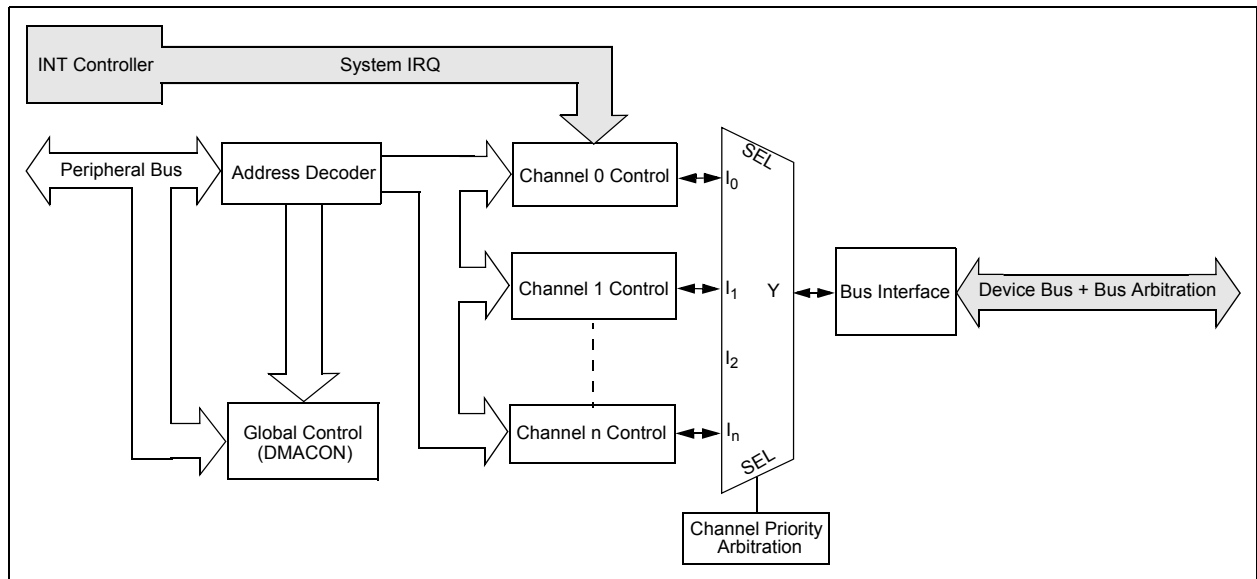 INT Controller
System IRQ
Peripheral Bus
Address Decoder
Channel 0 Control
Channel 1 Control
Channel n Control
Global Control
(DMACON)
SEL
I0
I1
I2
In
Y
SEL
Bus Interface
Device Bus + Bus Arbitration
Channel Priority
Arbitration